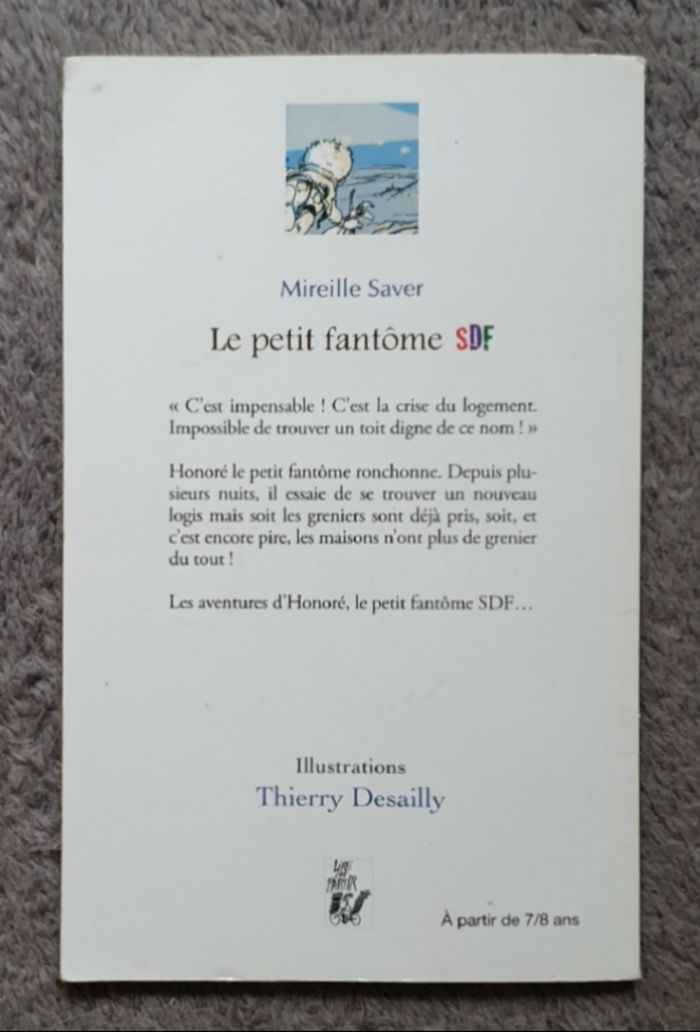 Mireille Saver
Le petit fantôme SDF
« C'est impensable ! C'est la crise du logement.
Impossible de trouver un toit digne de ce nom ! »
Honoré le petit fantôme ronchonne. Depuis plu-
sieurs nuits, il essaie de se trouver un nouveau
logis mais soit les greniers sont déjà pris, soit, et
c'est encore pire, les maisons n'ont plus de grenier
du tout !
Les aventures d'Honoré, le petit fantôme SDF...
Illustrations
Thierry Desailly
LIRE
PARTIR
À partir de 7/8 ans